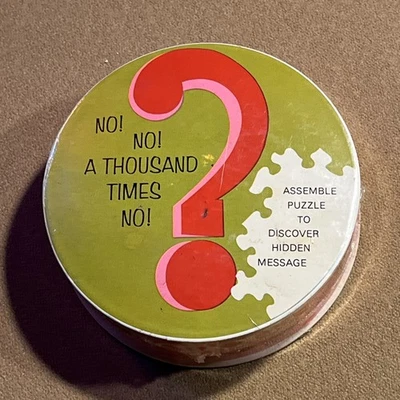 NO!
NO!
A THOUSAND
TIMES
NO!
?
ASSEMBLE
PUZZLE
TO
DISCOVER
HIDDEN
MESSAGE